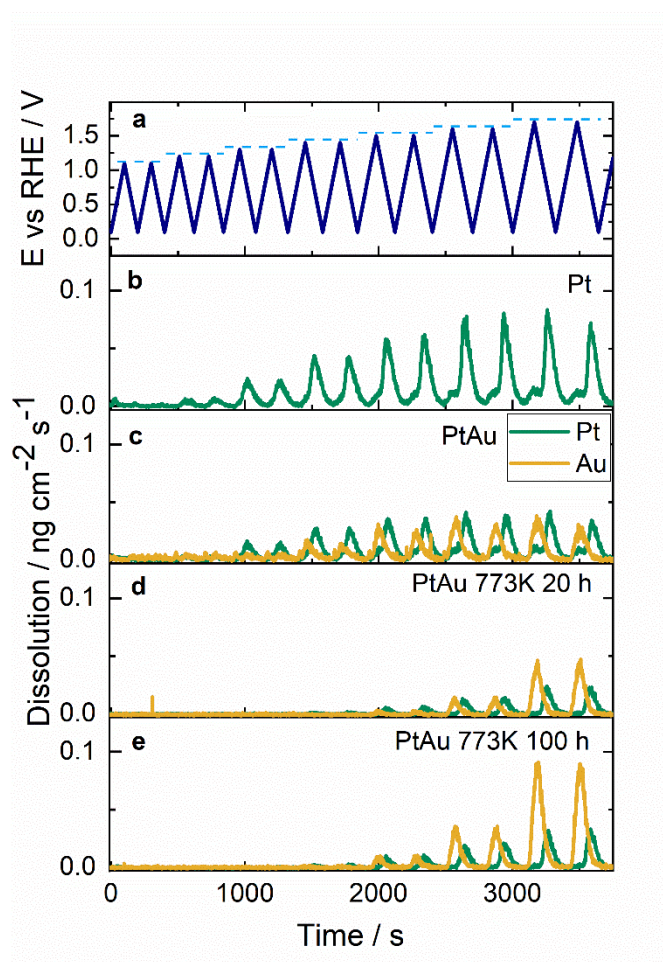 a
E vs RHE / V
1.5
1.0
0.5
0.0
b
Pt
0.1
0.0
c
PtAu
Pt
Au
0.0
d
PtAu 773K 20 h
0.1
0.0
e
PtAu 773K 100 h
0.1
0.0
Dissolution / ng cm⁻² s⁻¹
0 1000 2000 3000
Time / s